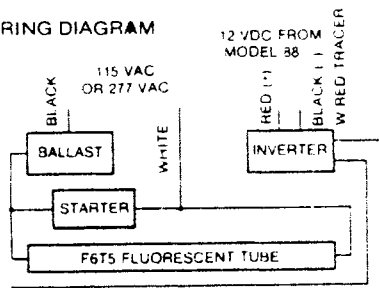 RING DIAGRAM
12 VDC FROM
MODEL 88
115 VAC
OR 277 VAC
BLACK
WHITE
RED (+)
BLACK (-)
W RED TRACER
BALLAST
INVERTER
STARTER
F6T5 FLUORESCENT TUBE